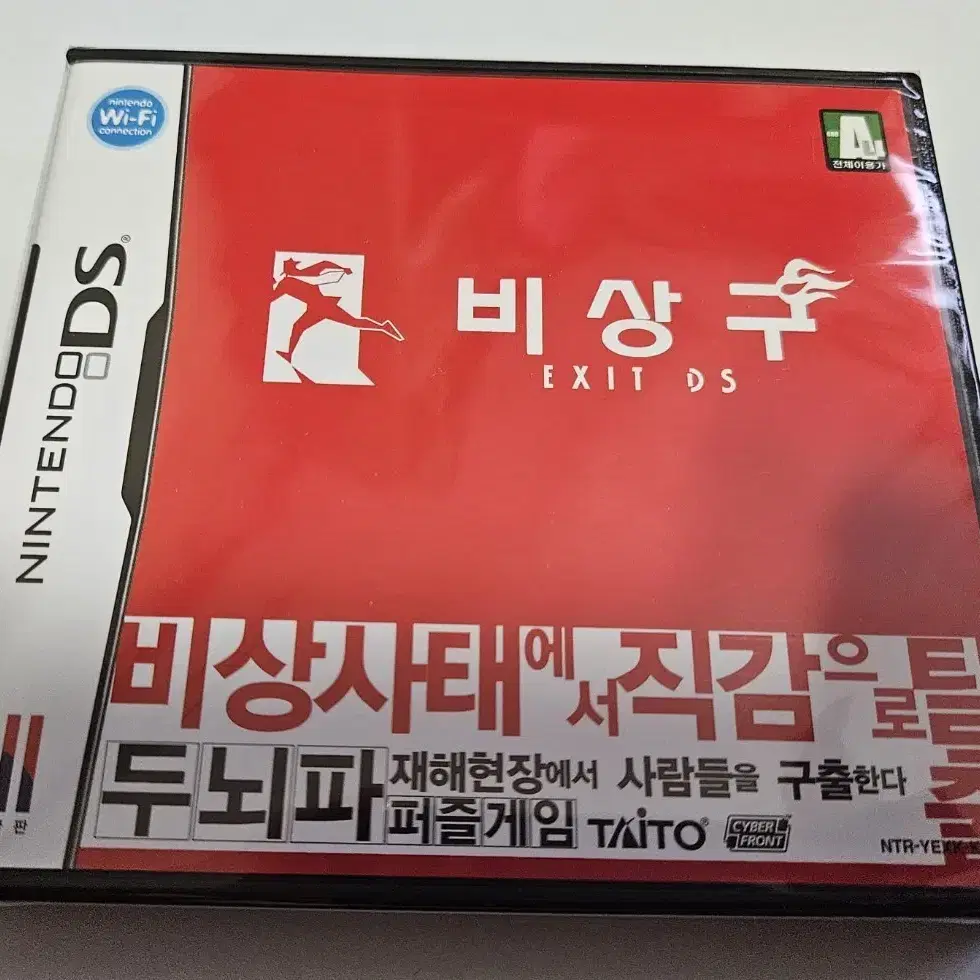 nintendo
Wi-Fi
connection
NINTENDO DS®
A
전체이용가
비상구
EXIT DS
비상사태에서 직감으로 탈
두뇌파
재해현장에서 사람들을 구출한다
퍼즐게임
TAITO®
CYBER FRONT